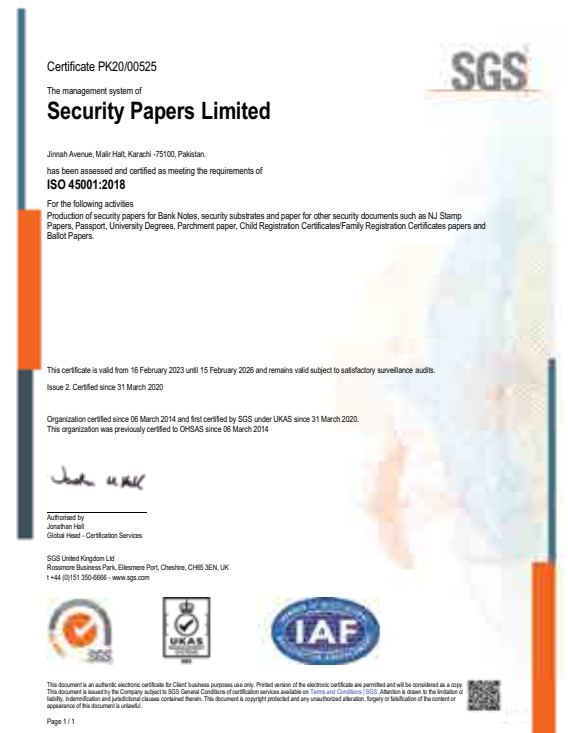 Certificate PK20/00525
SGS
The management system of
Security Papers Limited
Jinnah Avenue, Malir Halt, Karachi -75100, Pakistan.
has been assessed and certified as meeting the requirements of
ISO 45001:2018
For the following activities
Production of security papers for Bank Notes, security substrates and paper for other security documents such as NJ Stamp
Papers, Passport, University Degrees, Parchment paper, Child Registration Certificates/Family Registration Certificates papers and
Ballot Papers.
This certificate is valid from 16 February 2023 until 15 February 2026 and remains valid subject to satisfactory surveillance audits.
Issue 2. Certified since 31 March 2020
Organization certified since 06 March 2014 and first certified by SGS under UKAS since 31 March 2020.
This organization was previously certified to OHSAS since 06 March 2014
Authorised by
Jonathan Hall
Global Head - Certification Services
SGS United Kingdom Ltd
Rossmore Business Park, Ellesmere Port, Cheshire, CH65 3EN, UK
t +44 (0)151 350-6666 - www.sgs.com
SGS
UKAS
IAF
This document is an authentic electronic certificate for Client' business purposes use only. Printed version of the electronic certificate are permitted and will be considered as a copy.
This document is issued by the Company subject to SGS General Conditions of certification services available on Terms and Conditions | SGS. Attention is drawn to the limitation of
liability, indemnification and jurisdictional clauses contained therein. This document is copyright protected and any unauthorized alteration, forgery or falsification of the content or
appearance of this document is unlawful.
Page 1 / 1